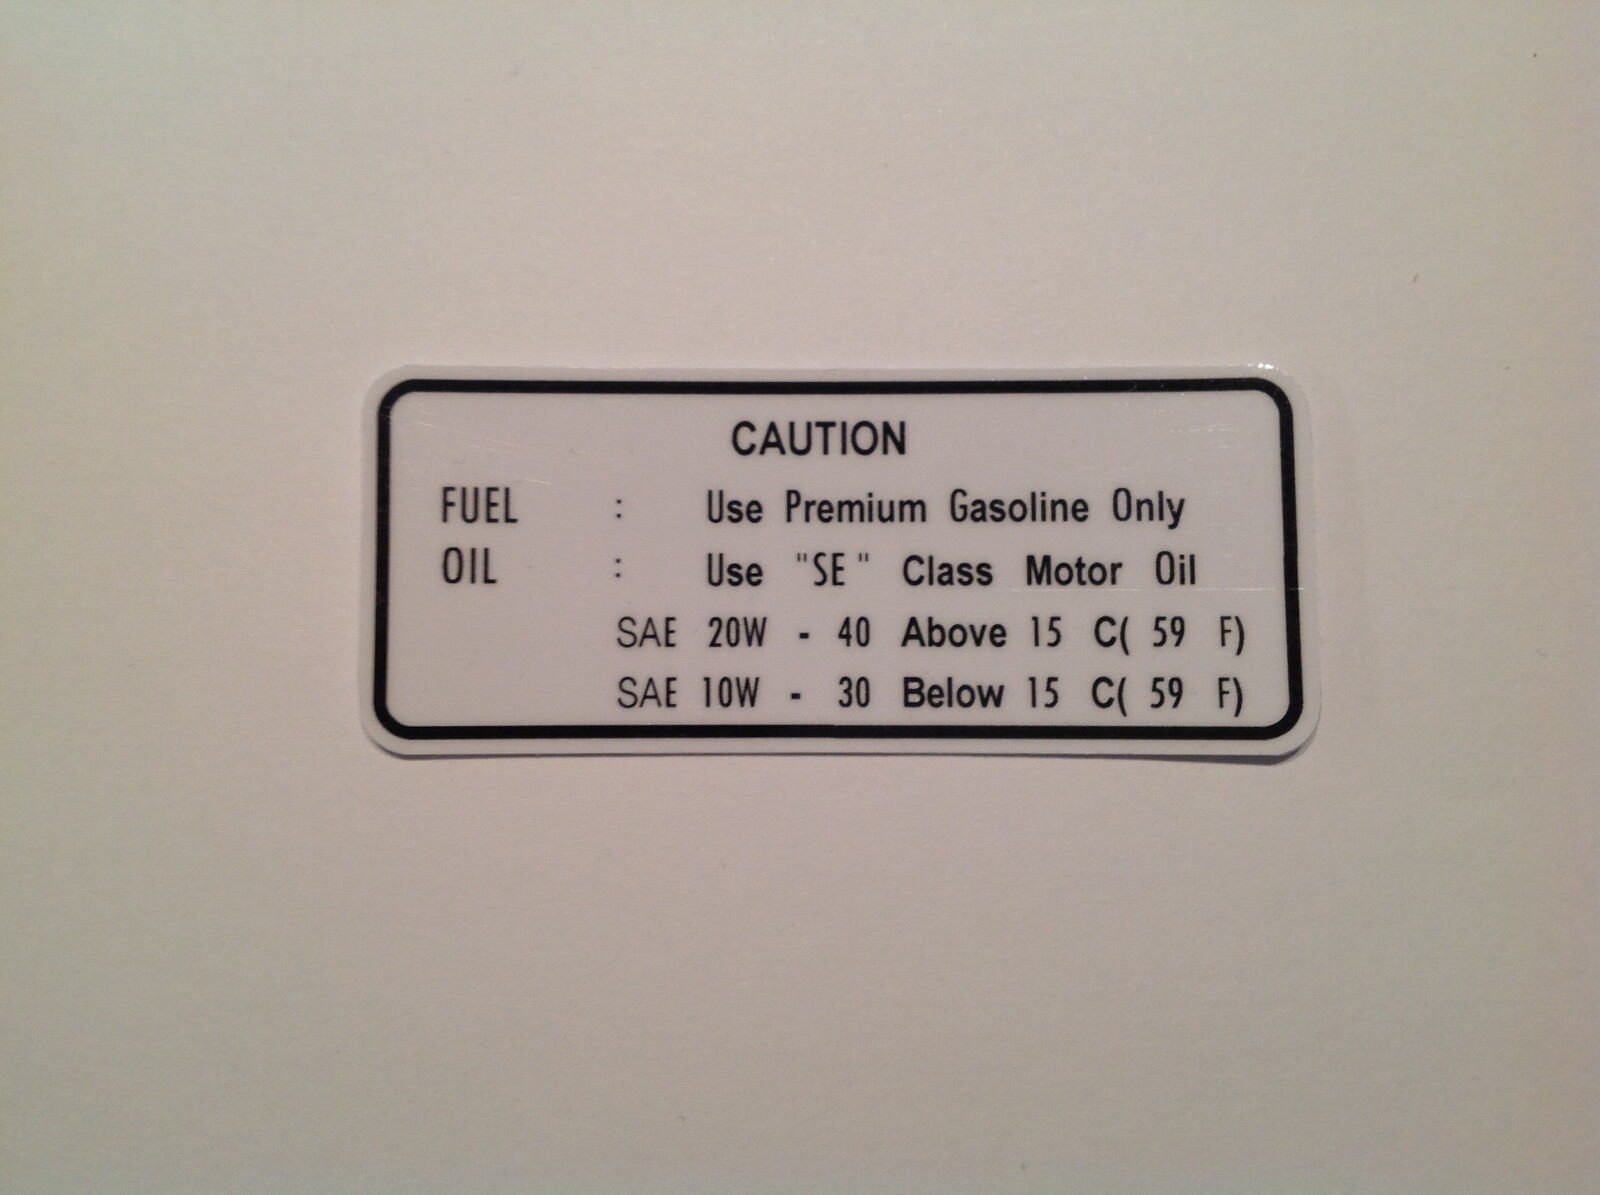 CAUTION
FUEL : Use Premium Gasoline Only
OIL : Use "SE" Class Motor Oil
SAE 20W - 40 Above 15 C( 59 F)
SAE 10W - 30 Below 15 C( 59 F)